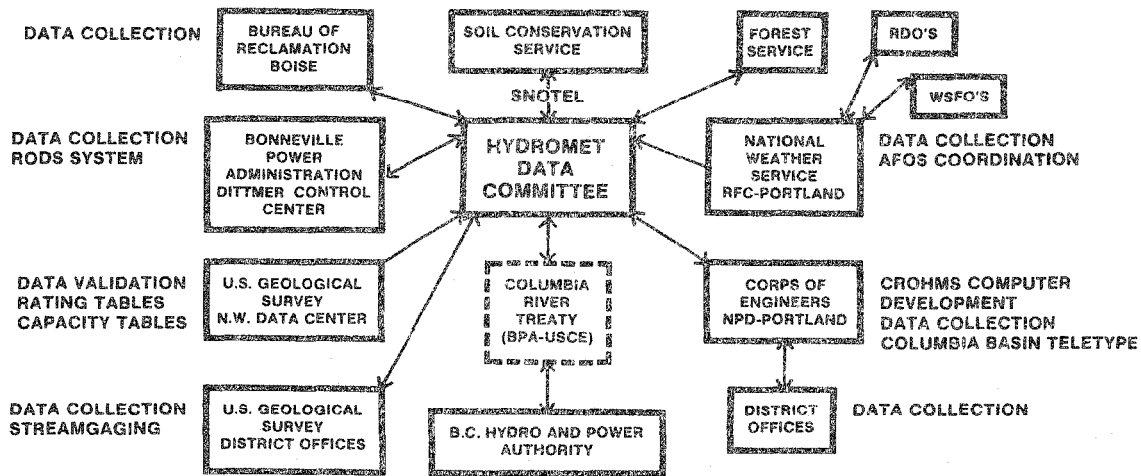 DATA COLLECTION
BUREAU OF
RECLAMATION
BOISE
SOIL CONSERVATION
SERVICE
FOREST
SERVICE
RDO'S
WSFO'S
SNOTEL
DATA COLLECTION
RODS SYSTEM
BONNEVILLE
POWER
ADMINISTRATION
DITTMER CONTROL
CENTER
HYDROMET
DATA
COMMITTEE
NATIONAL
WEATHER
SERVICE
RFC-PORTLAND
DATA COLLECTION
AFOS COORDINATION
DATA VALIDATION
RATING TABLES
CAPACITY TABLES
U.S. GEOLOGICAL
SURVEY
N.W. DATA CENTER
COLUMBIA
RIVER
TREATY
(BPA-USCE)
CORPS OF
ENGINEERS
NPD-PORTLAND
CROHMS COMPUTER
DEVELOPMENT
DATA COLLECTION
COLUMBIA BASIN TELETYPE
DATA COLLECTION
STREAMGAGING
U.S. GEOLOGICAL
SURVEY
DISTRICT OFFICES
B.C. HYDRO AND POWER
AUTHORITY
DISTRICT
OFFICES
DATA COLLECTION